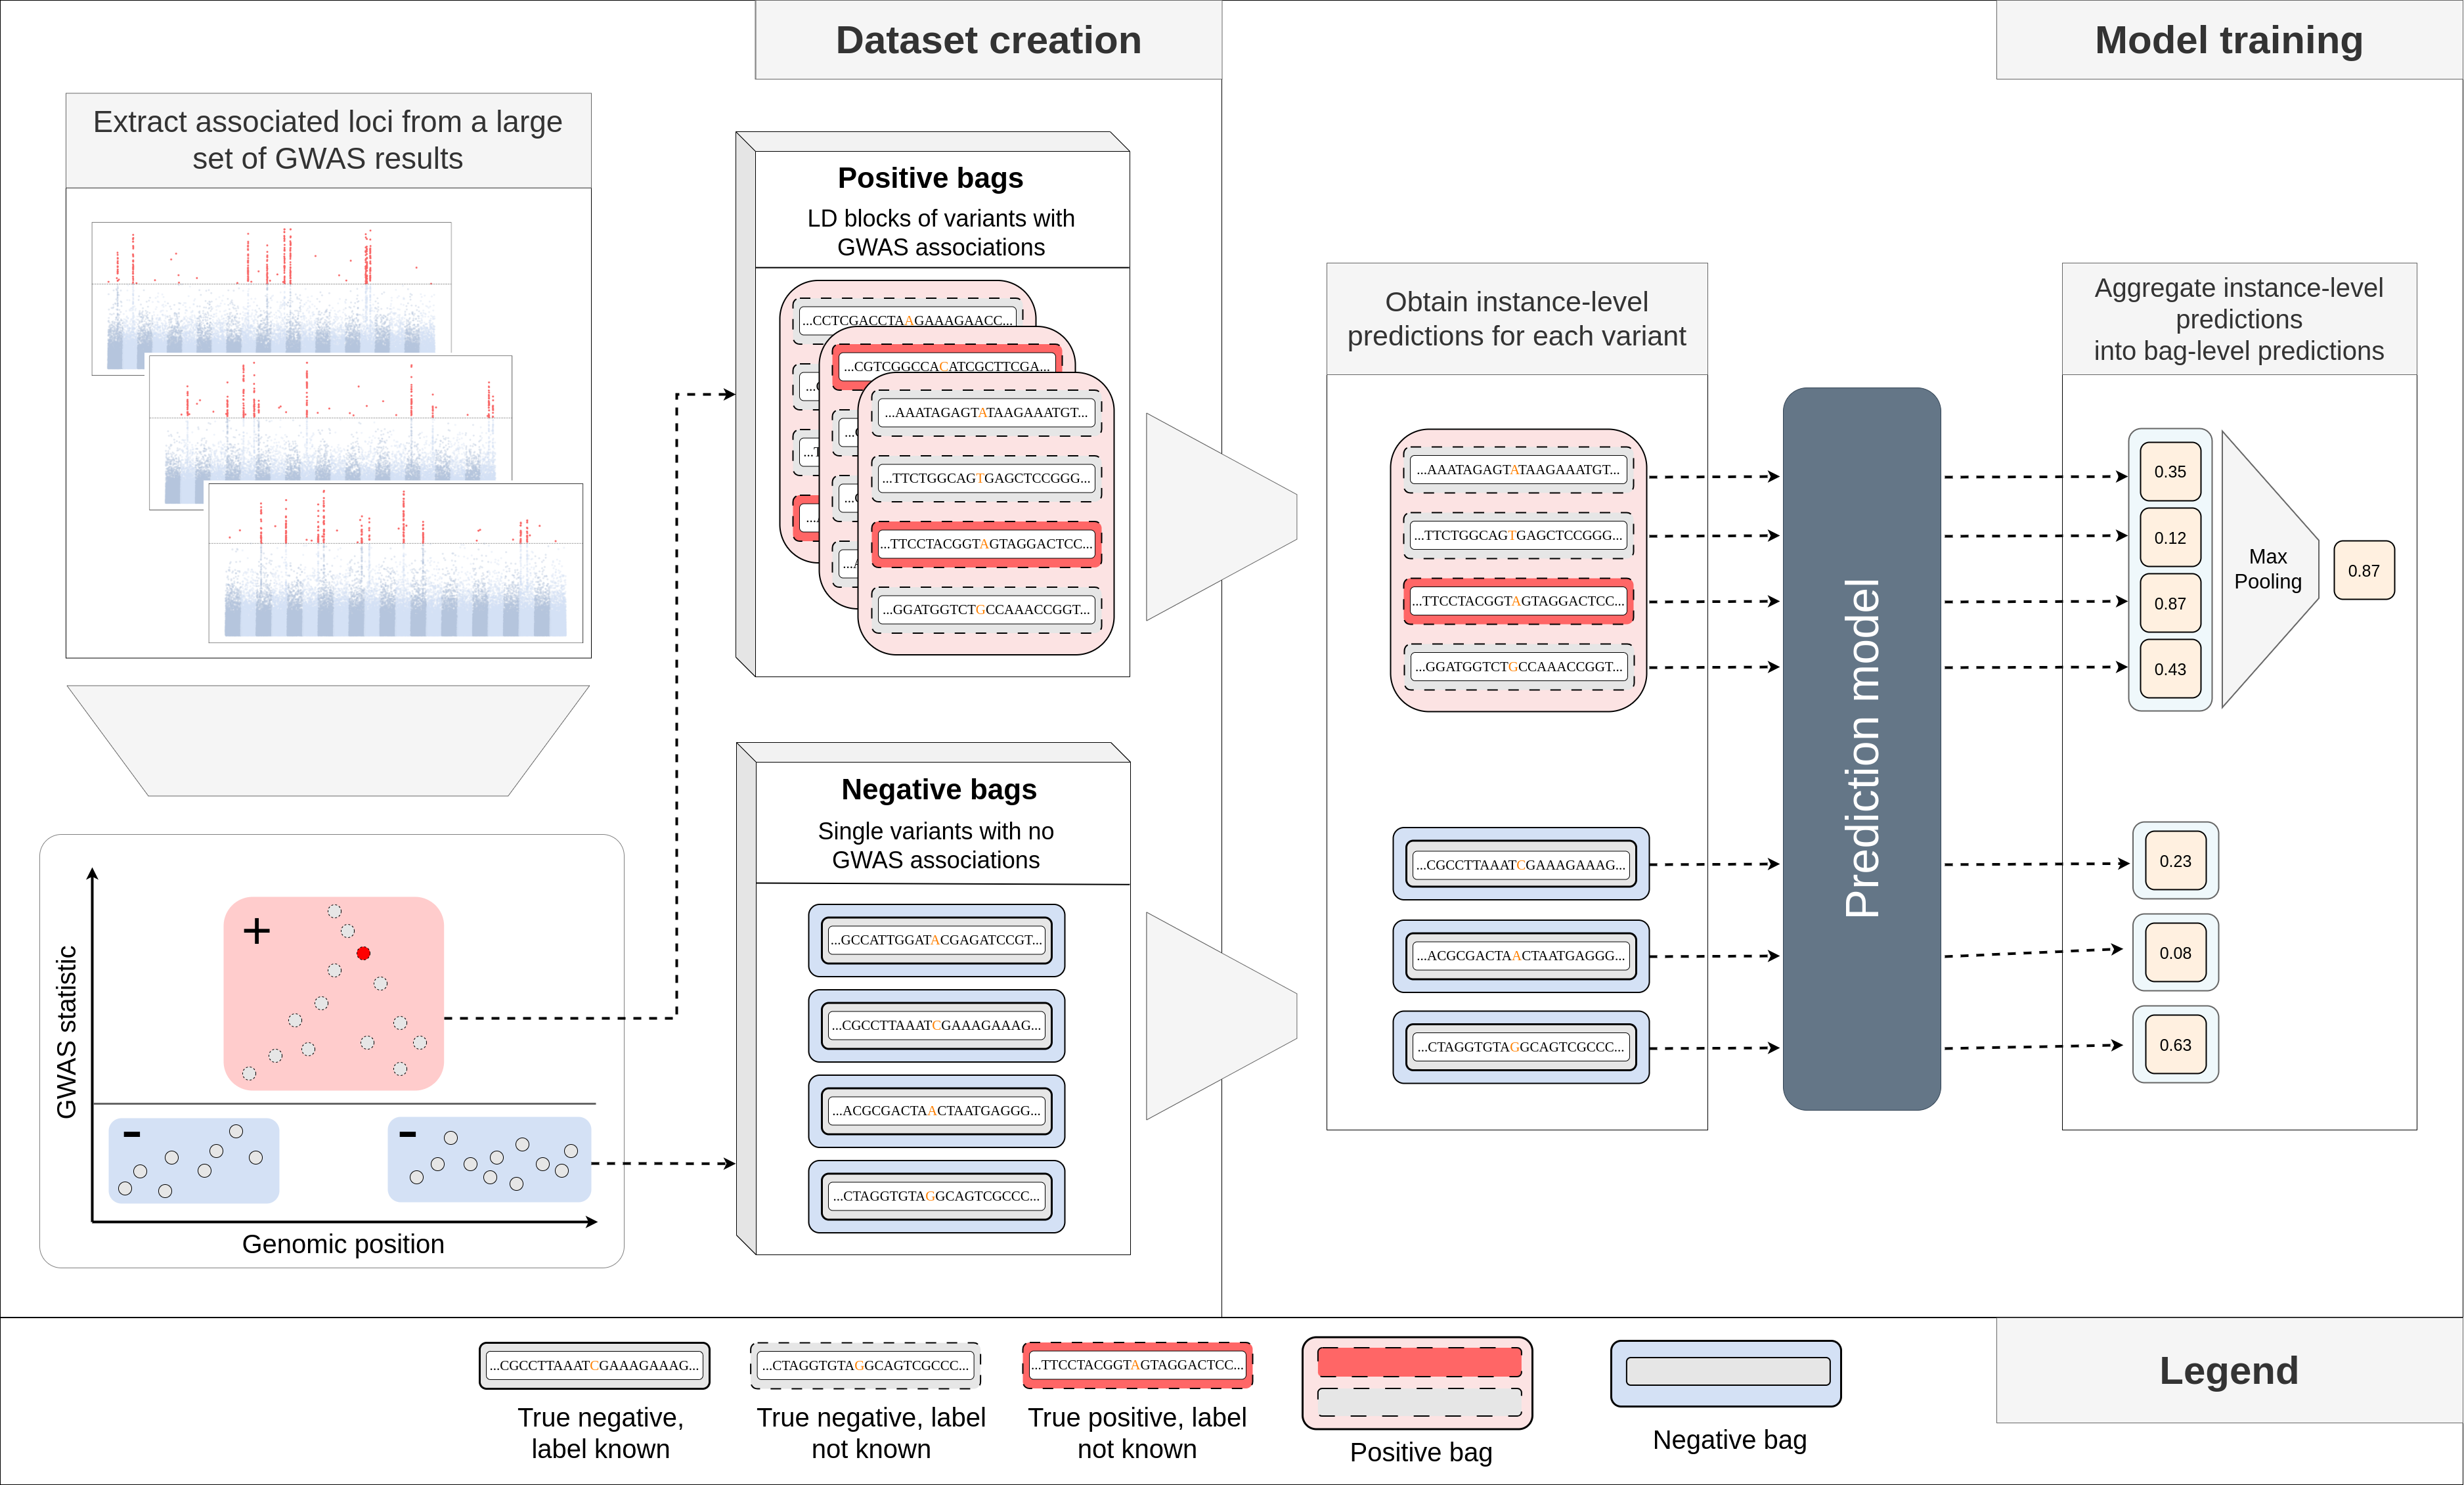 Dataset creation
Model training
Extract associated loci from a large
set of GWAS results
Positive bags
LD blocks of variants with
GWAS associations
...CCTCGACCTAAGAAAGAACC...
...CGTCGGCCACATCGCTTCGA...
...AAATAGAGTATAAGAAATGT...
...TTCTGGCAGTGAGCTCCGGG...
...TTCCTACGGTAGTAGGACTCC...
...GGATGGTCTGCCAAACCGGT...
Negative bags
Single variants with no
GWAS associations
...GCCATTGGATACGAGATCCGT...
...CGCCTTAAATCGAAAGAAAG...
...ACGCGACTAACTAATGAGGG...
...CTAGGTGTAGGCAGTCGCCC...
GWAS statistic
+
-
-
Genomic position
Obtain instance-level
predictions for each variant
...AAATAGAGTATAAGAAATGT...
...TTCTGGCAGTGAGCTCCGGG...
...TTCCTACGGTAGTAGGACTCC...
...GGATGGTCTGCCAAACCGGT...
...CGCCTTAAATCGAAAGAAAG...
...ACGCGACTAACTAATGAGGG...
...CTAGGTGTAGGCAGTCGCCC...
Prediction model
Aggregate instance-level
predictions
into bag-level predictions
0.35
0.12
0.87
0.43
Max
Pooling
0.87
0.23
0.08
0.63
Legend
...CGCCTTAAATCGAAAGAAAG...
True negative,
label known
...CTAGGTGTAGGCAGTCGCCC...
True negative, label
not known
...TTCCTACGGTAGTAGGACTCC...
True positive, label
not known
Positive bag
Negative bag